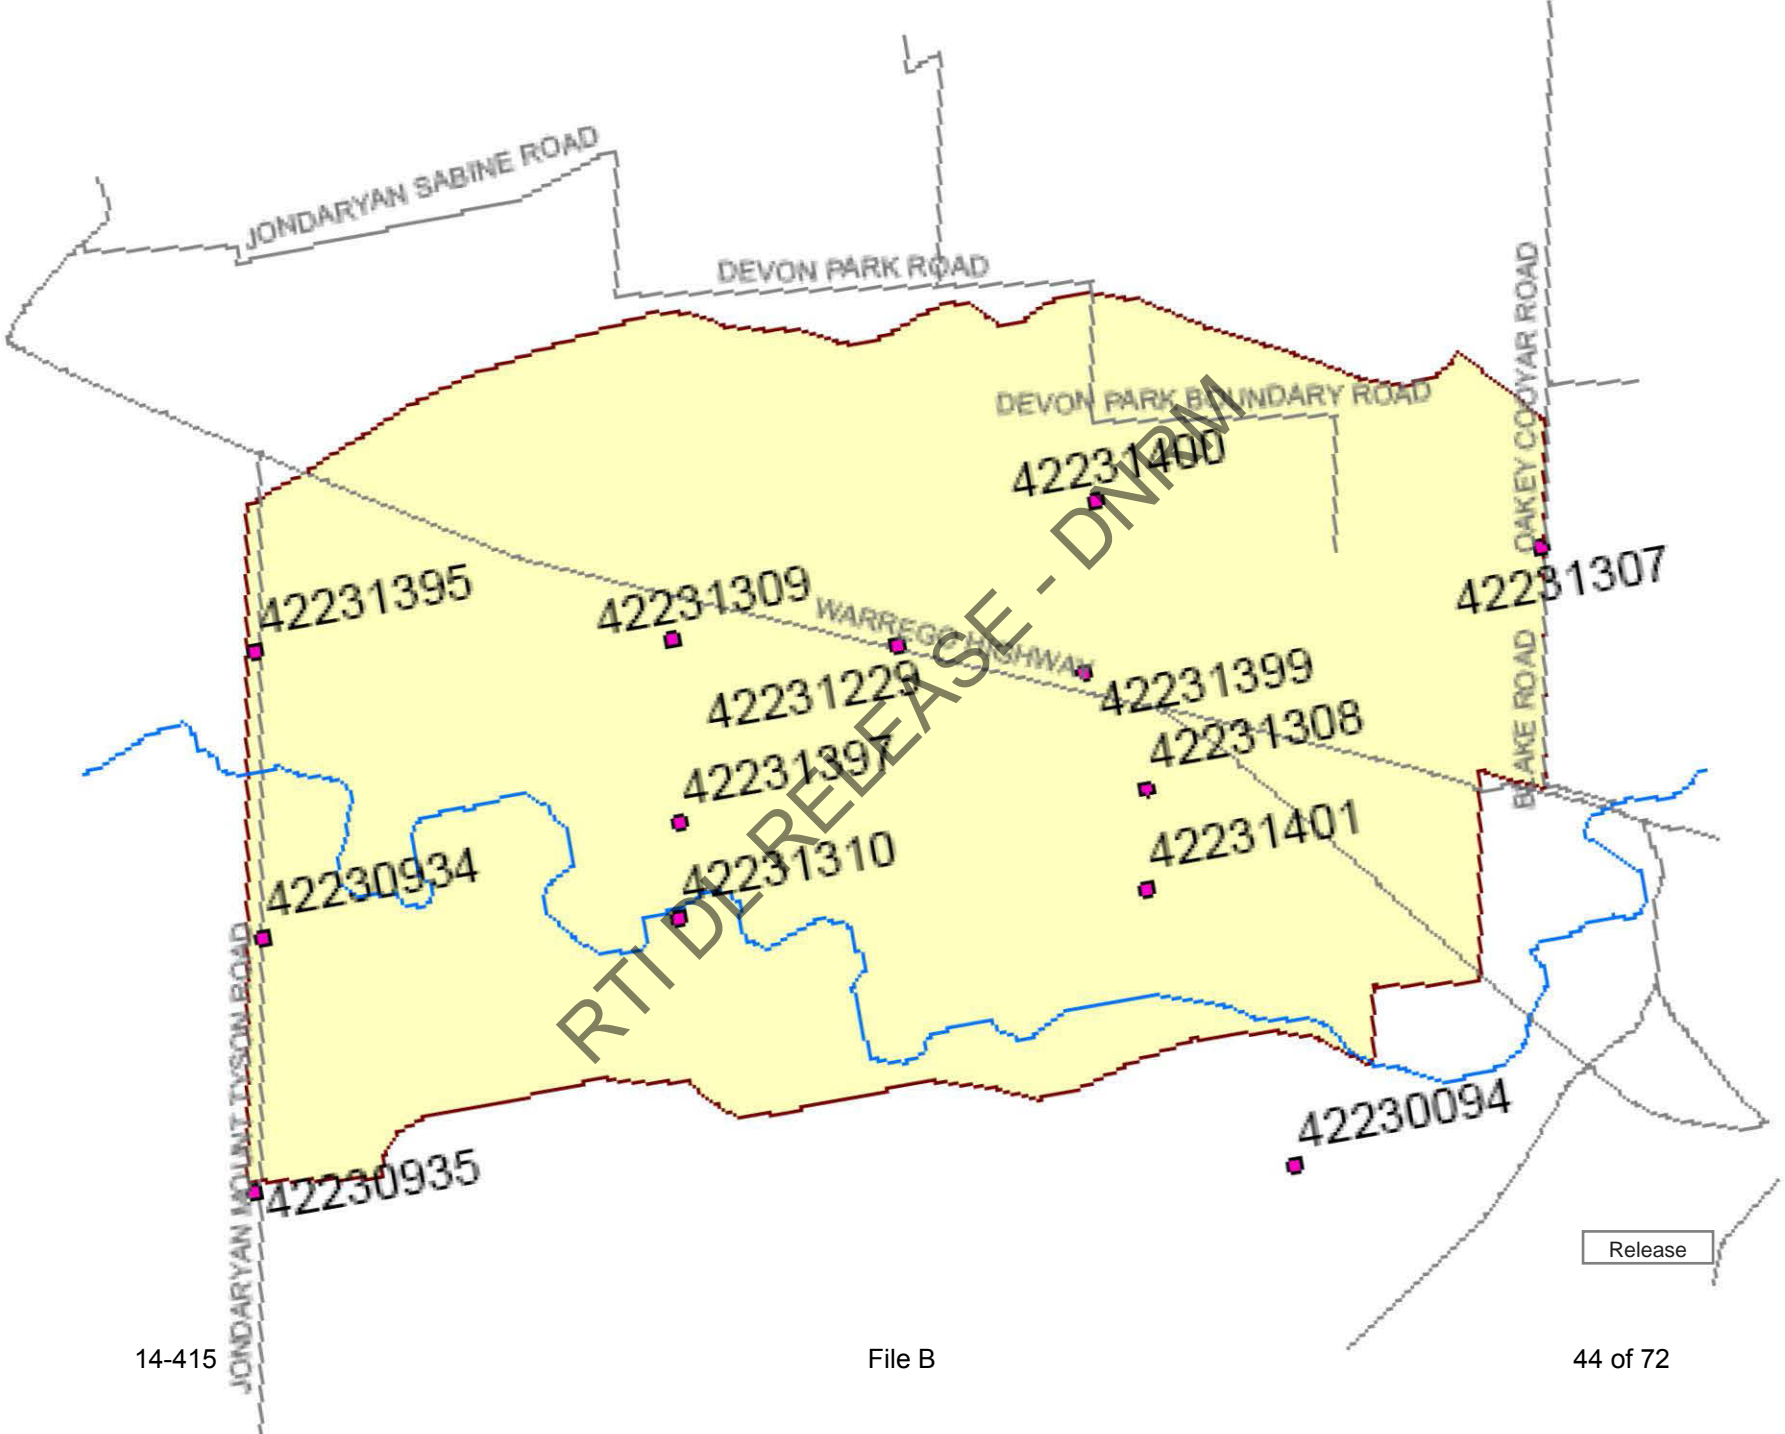 JONDARYAN SABINE ROAD
DEVON PARK ROAD
OAKEY COOYAR ROAD
DEVON PARK BOUNDARY ROAD
42231400
42231307
42231395
42231309
WARREGO HIGHWAY
42231229
42231399
42231308
BLAKE ROAD
42231397
42231401
42231310
42230934
RTI DL RELEASE - DNRM
JONDARYAN MOUNT TYSON ROAD
42230094
42230935
Release
14-415
File B
44 of 72